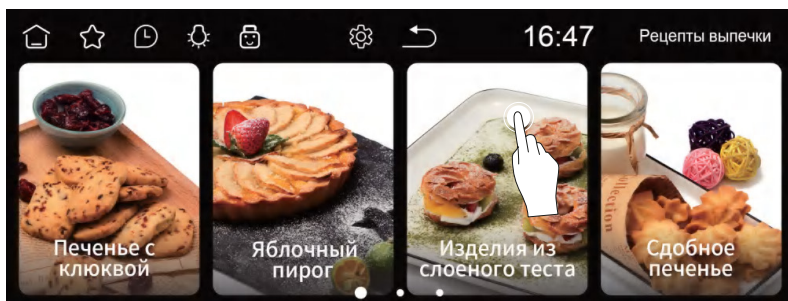 16:47
Рецепты выпечки
Печенье с
клюквой
Яблочный
пирог
Изделия из
слоеного теста
Сдобное
печенье